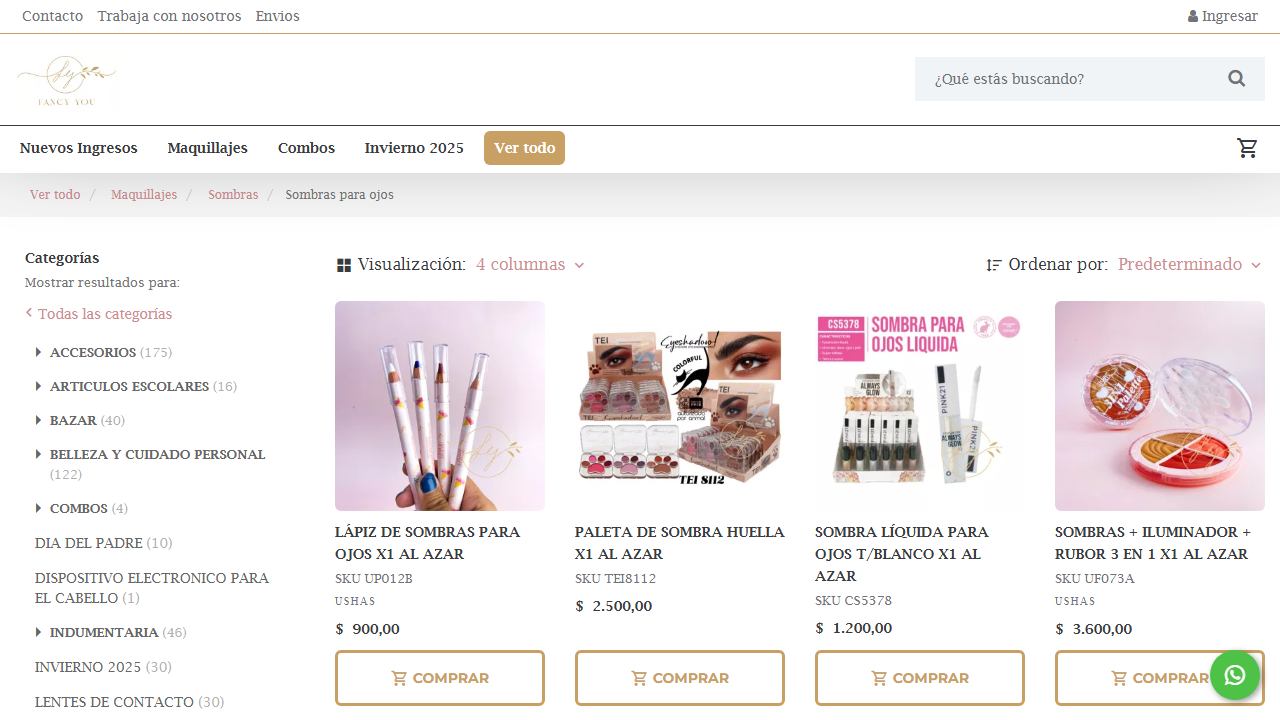 Contacto Trabaja con nosotros Envios
Ingresar
fy
FANCY YOU
¿Qué estás buscando?
Nuevos Ingresos Maquillajes Combos Invierno 2025 Ver todo
Ver todo / Maquillajes / Sombras / Sombras para ojos
Categorías
Mostrar resultados para:
Todas las categorías
ACCESORIOS (175)
ARTICULOS ESCOLARES (16)
BAZAR (40)
BELLEZA Y CUIDADO PERSONAL
(122)
COMBOS (4)
DIA DEL PADRE (10)
DISPOSITIVO ELECTRONICO PARA
EL CABELLO (1)
INDUMENTARIA (46)
INVIERNO 2025 (30)
LENTES DE CONTACTO (30)
Visualización: 4 columnas
Ordenar por: Predeterminado
fy
LÁPIZ DE SOMBRAS PARA
OJOS X1 AL AZAR
SKU UP012B
USHAS
$ 900,00
COMPRAR
TEI
Eyeshadow!
COLORFUL
TEI
Eyeshadow!
TEI 8112
PALETA DE SOMBRA HUELLA
X1 AL AZAR
SKU TEI8112
$ 2.500,00
COMPRAR
CS5378
SOMBRA PARA
OJOS LIQUIDA
ALWAYS
GLOW
PINK21
ALWAYS
GLOW
PINK21
SOMBRA LÍQUIDA PARA
OJOS T/BLANCO X1 AL
AZAR
SKU CS5378
$ 1.200,00
COMPRAR
SOMBRAS + ILUMINADOR +
RUBOR 3 EN 1 X1 AL AZAR
SKU UF073A
USHAS
$ 3.600,00
COMPRAR